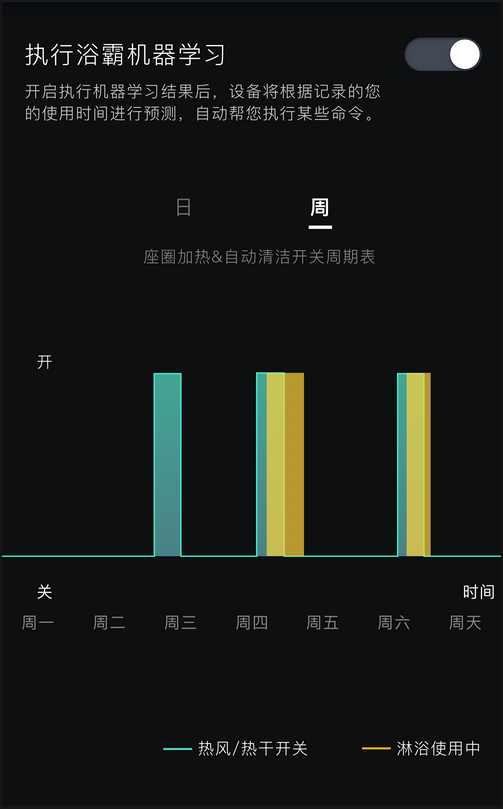 执行浴霸机器学习
开启执行机器学习结果后，设备将根据记录的您
的使用时间进行预测，自动帮您执行某些命令。
日 周
座圈加热&自动清洁开关周期表
开
关 时间
周一 周二 周三 周四 周五 周六 周天
热风/热干开关 淋浴使用中